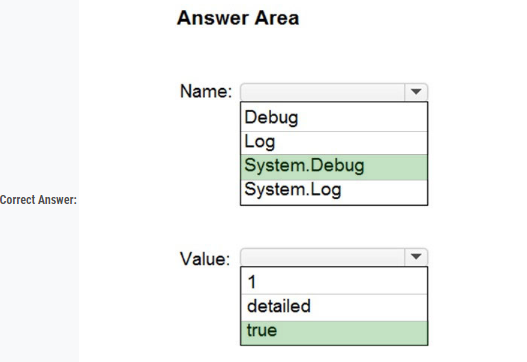 Answer Area
Name:
Debug
Log
System.Debug
System.Log
Correct Answer:
Value:
1
detailed
true